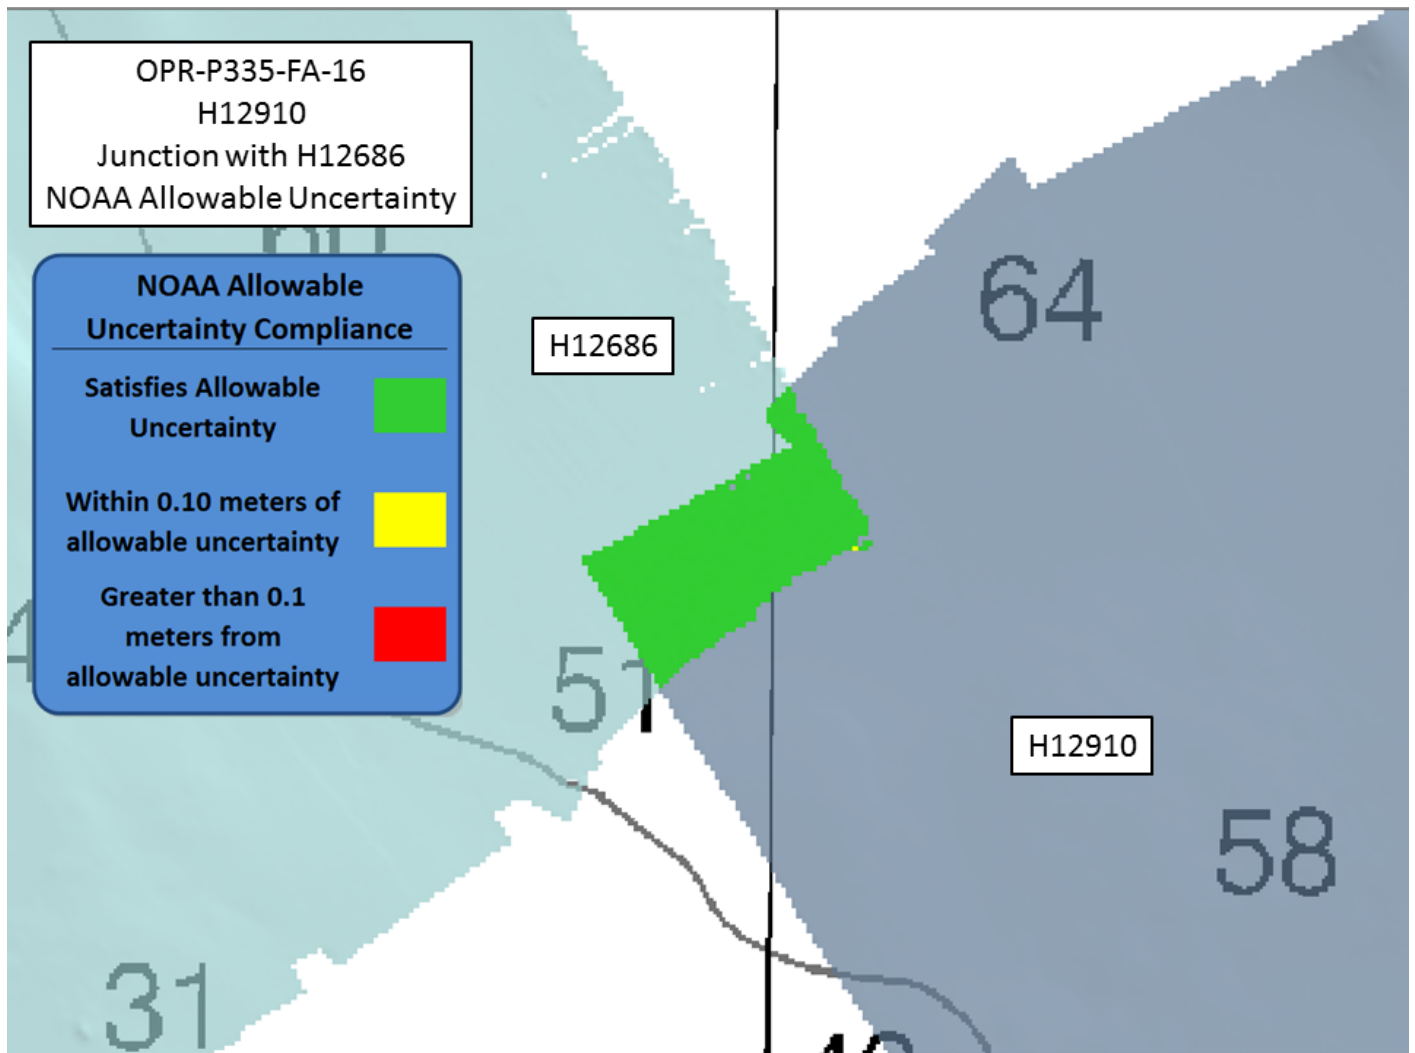 OPR-P335-FA-16
H12910
Junction with H12686
NOAA Allowable Uncertainty
NOAA Allowable
Uncertainty Compliance
Satisfies Allowable
Uncertainty
Within 0.10 meters of
allowable uncertainty
Greater than 0.1
meters from
allowable uncertainty
H12686
64
51
H12910
58
31